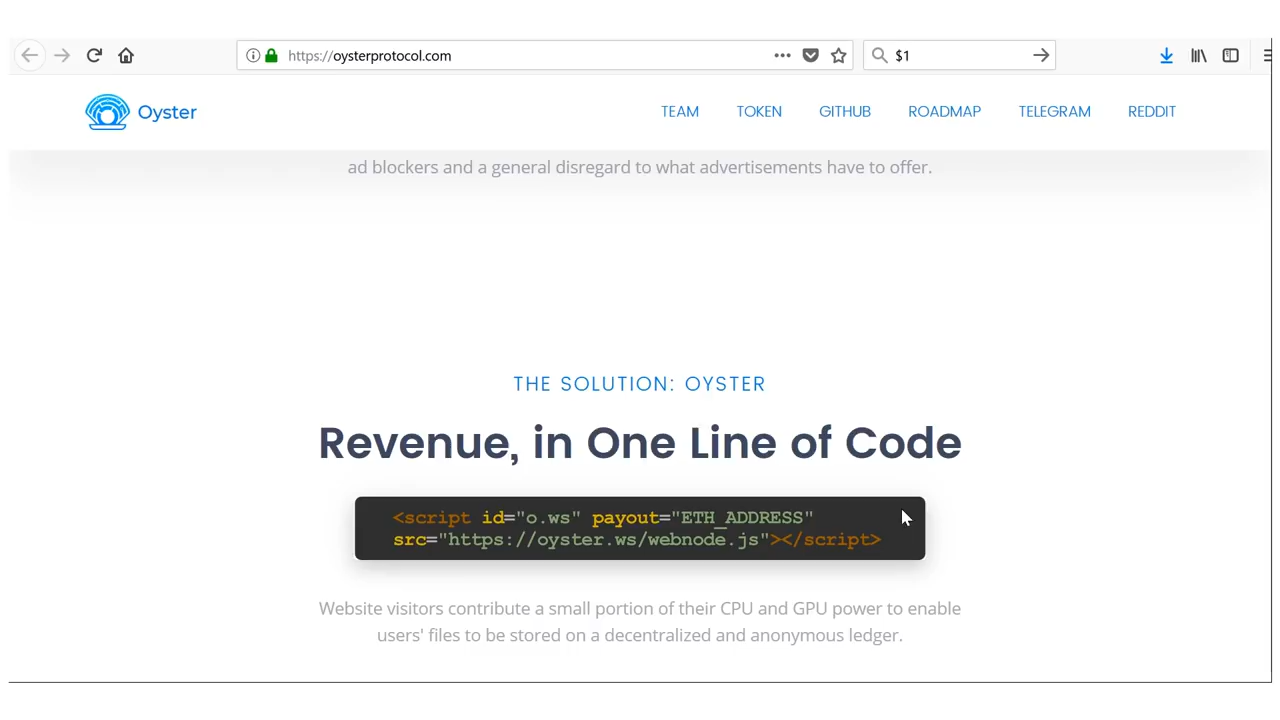 https://oysterprotocol.com
$1
Oyster
TEAM
TOKEN
GITHUB
ROADMAP
TELEGRAM
REDDIT
ad blockers and a general disregard to what advertisements have to offer.
THE SOLUTION: OYSTER
Revenue, in One Line of Code
<script id="o.ws" payout="ETH_ADDRESS"
src="https://oyster.ws/webnode.js"></script>
Website visitors contribute a small portion of their CPU and GPU power to enable
users' files to be stored on a decentralized and anonymous ledger.